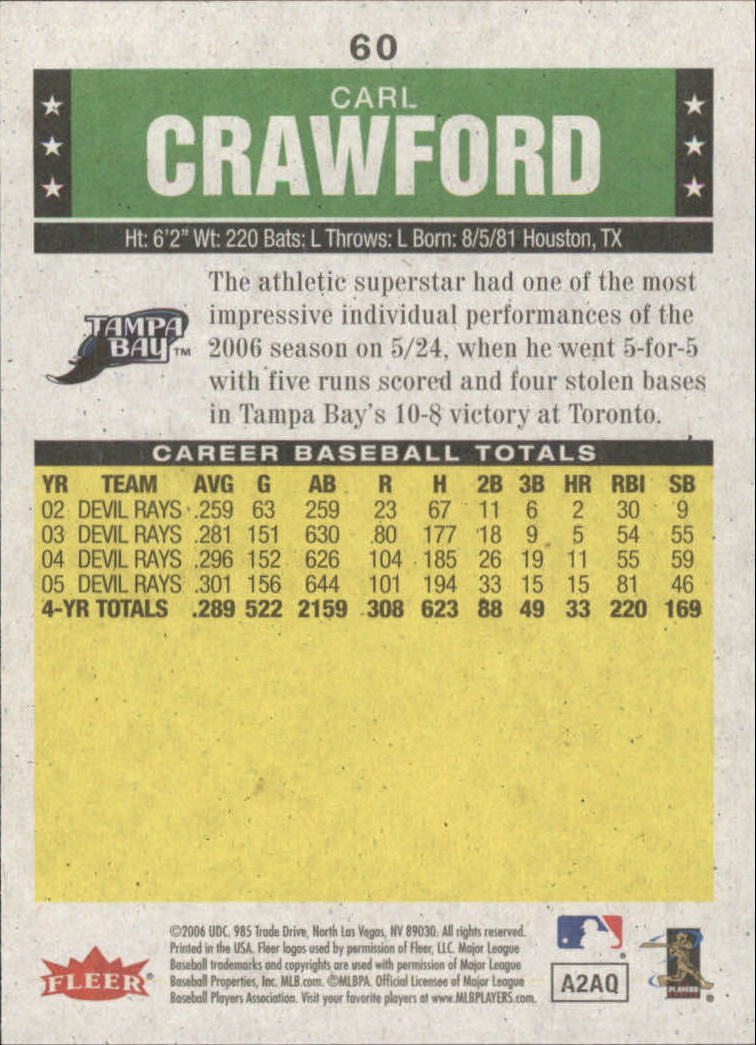 60
CARL
CRAWFORD
Ht: 6'2" Wt: 220 Bats: L Throws: L Born: 8/5/81 Houston, TX
The athletic superstar had one of the most
impressive individual performances of the
2006 season on 5/24, when he went 5-for-5
with five runs scored and four stolen bases
in Tampa Bay's 10-8 victory at Toronto.
TAMPA
BAY™
CAREER BASEBALL TOTALS
YR TEAM AVG G AB R H 2B 3B HR RBI SB
02 DEVIL RAYS .259 63 259 23 67 11 6 2 30 9
03 DEVIL RAYS .281 151 630 80 177 18 9 5 54 55
04 DEVIL RAYS .296 152 626 104 185 26 19 11 55 59
05 DEVIL RAYS .301 156 644 101 194 33 15 15 81 46
4-YR TOTALS .289 522 2159 308 623 88 49 33 220 169
©2006 UDC. 985 Trade Drive, North Las Vegas, NV 89030. All rights reserved.
Printed in the USA. Fleer logos used by permission of Fleer, LLC. Major League
Baseball trademarks and copyrights are used with permission of Major League
Baseball Properties, Inc. MLB.com. ©MLBPA. Official Licensee of Major League
Baseball Players Association. Visit your favorite players at www.MLBPLAYERS.com.
FLEER®
®
A2AQ
PLAYERS
®